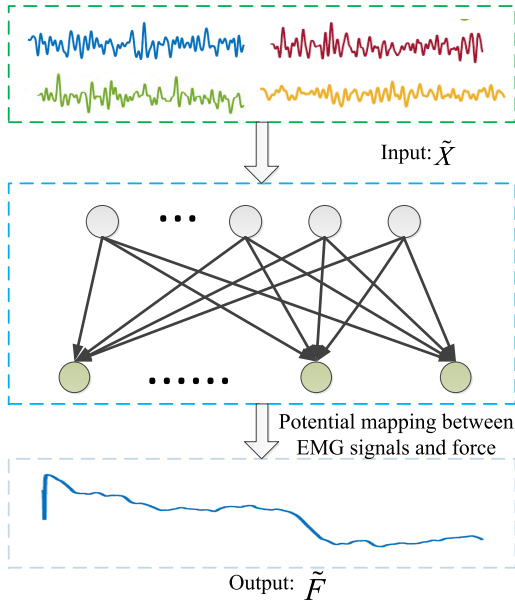 Input: X̃
Potential mapping between
EMG signals and force
Output: F̃